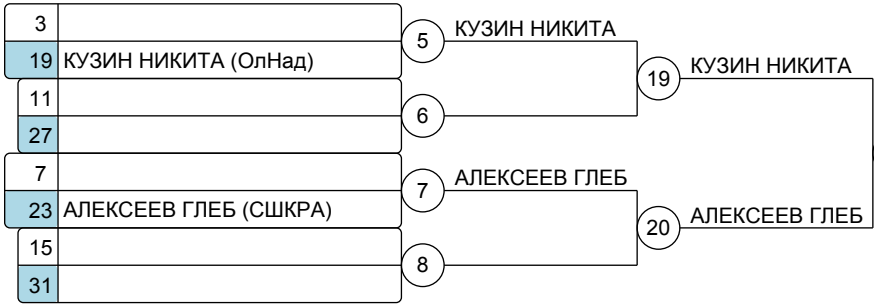 3
19 КУЗИН НИКИТА (ОлНад)
5 КУЗИН НИКИТА
11
27
6
19 КУЗИН НИКИТА
7
23 АЛЕКСЕЕВ ГЛЕБ (СШКРА)
7 АЛЕКСЕЕВ ГЛЕБ
15
31
8
20 АЛЕКСЕЕВ ГЛЕБ